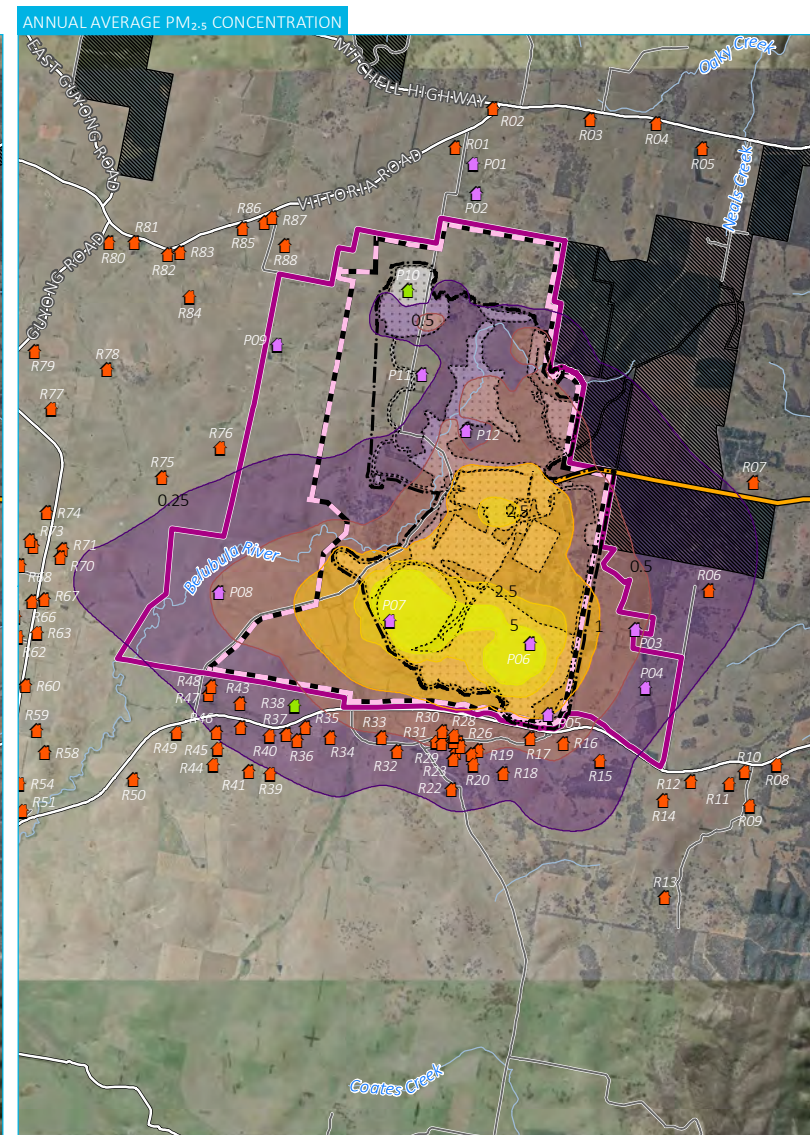 ANNUAL AVERAGE PM2.5 CONCENTRATION
EAST GUYONG ROAD
MITCHELL HIGHWAY
Oaky Creek
R02
R03
R04
R05
R01
P01
P02
VITTORIA ROAD
Neals Creek
R86
R87
R85
R88
R80
R81
R82
R83
GUYONG ROAD
P10
R84
0.5
P09
R79
R78
P11
R77
P12
R76
R75
0.25
R07
R74
2.5
R73
R71
R70
R68
Belubula River
0.5
P08
2.5
R06
R67
R66
P07
5
1
P03
R63
R62
P06
R60
R48
R47
R43
R38
P04
P05
R59
R49
R46
R37
R35
R33
R30
R28
R31
R26
R17
R16
R58
R45
R40
R36
R34
R32
R29
R19
R44
R23
R20
R18
R15
R10
R08
R54
R50
R41
R39
R22
R12
R11
R51
R14
R09
R13
Coates Creek